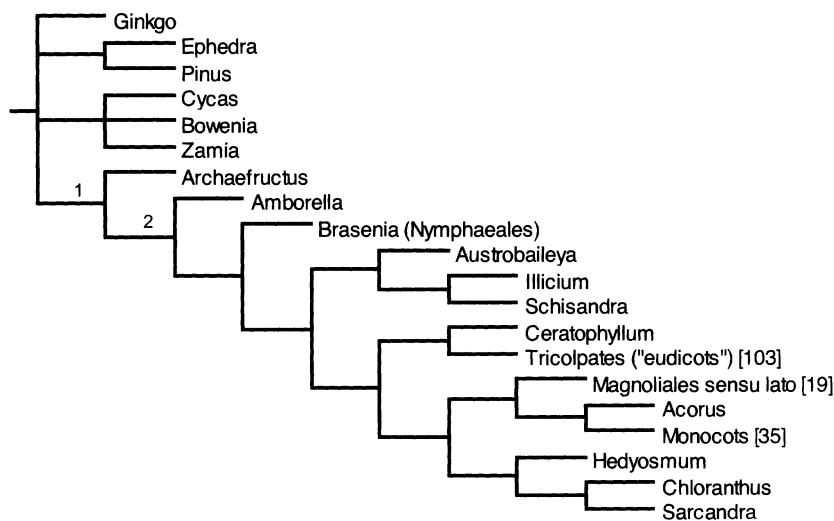 Ginkgo
Ephedra
Pinus
Cycas
Bowenia
Zamia
1
Archaefructus
2
Amborella
Brasenia (Nymphaeales)
Austrobaileya
Illicium
Schisandra
Ceratophyllum
Tricolpates ("eudicots") [103]
Magnoliales sensu lato [19]
Acorus
Monocots [35]
Hedyosmum
Chloranthus
Sarcandra